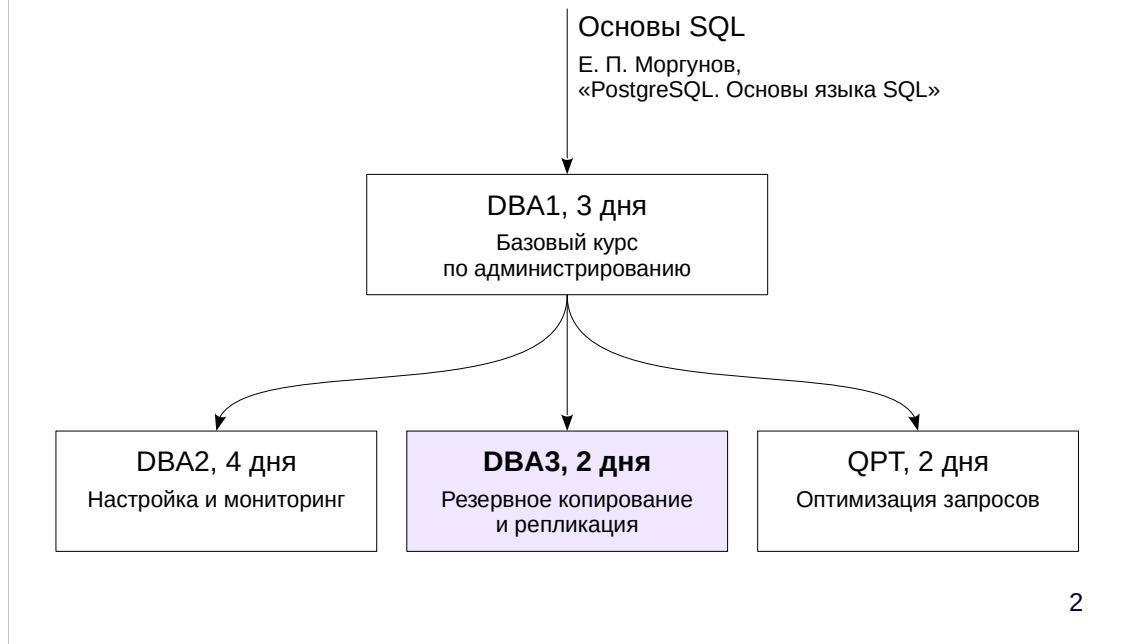 Основы SQL
Е. П. Моргунов,
«PostgreSQL. Основы языка SQL»
DBA1, 3 дня
Базовый курс
по администрированию
DBA2, 4 дня
Настройка и мониторинг
DBA3, 2 дня
Резервное копирование
и репликация
QPT, 2 дня
Оптимизация запросов
2